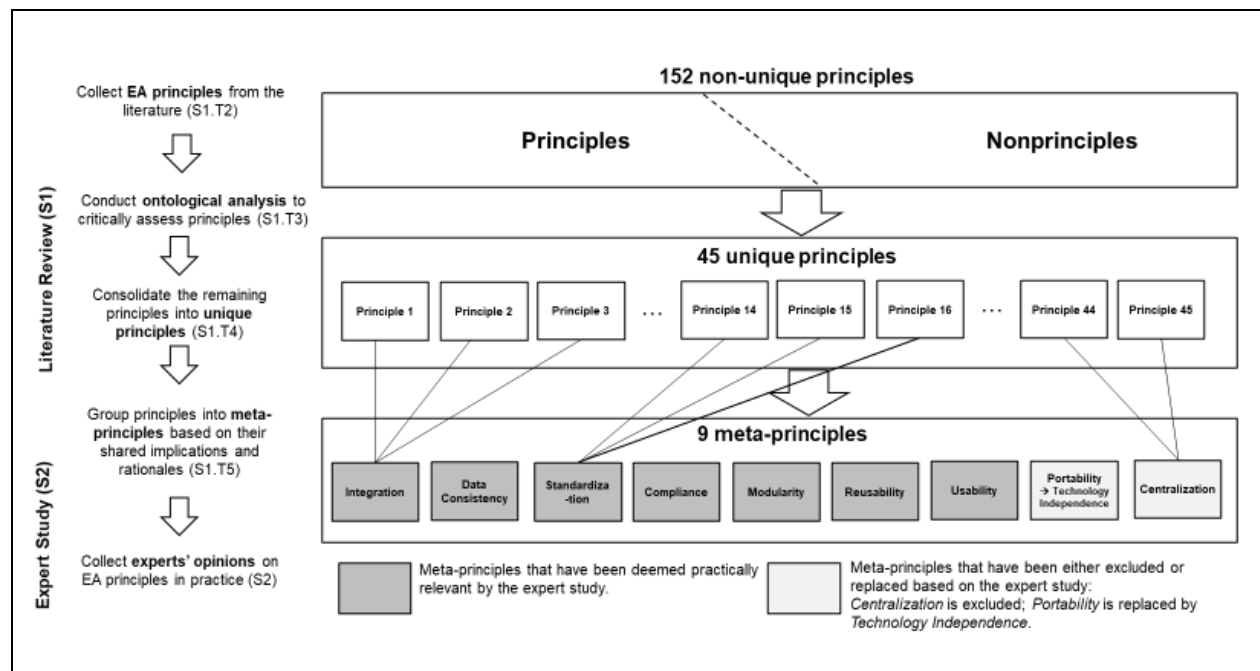 152 non-unique principles
Collect EA principles from the
literature (S1.T2)
Principles
Nonprinciples
Conduct ontological analysis to
critically assess principles (S1.T3)
Literature Review (S1)
45 unique principles
Consolidate the remaining
principles into unique
principles (S1.T4)
Principle 1
Principle 2
Principle 3
...
Principle 14
Principle 15
Principle 16
...
Principle 44
Principle 45
Group principles into meta-
principles based on their
shared implications and
rationales (S1.T5)
9 meta-principles
Integration
Data
Consistency
Standardiza
-tion
Compliance
Modularity
Reusability
Usability
Portability
→ Technology
Independence
Centralization
Expert Study (S2)
Collect experts' opinions on
EA principles in practice (S2)
Meta-principles that have been deemed practically
relevant by the expert study.
Meta-principles that have been either excluded or
replaced based on the expert study:
Centralization is excluded; Portability is replaced by
Technology Independence.